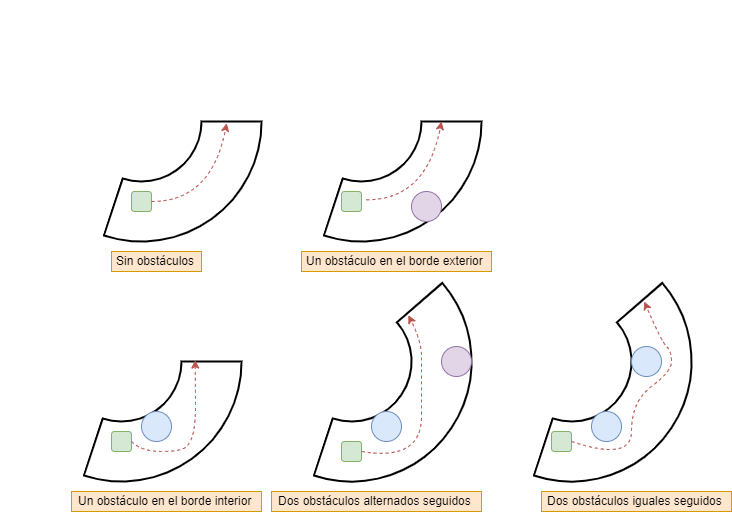 Sin obstáculos
Un obstáculo en el borde exterior
Un obstáculo en el borde interior
Dos obstáculos alternados seguidos
Dos obstáculos iguales seguidos